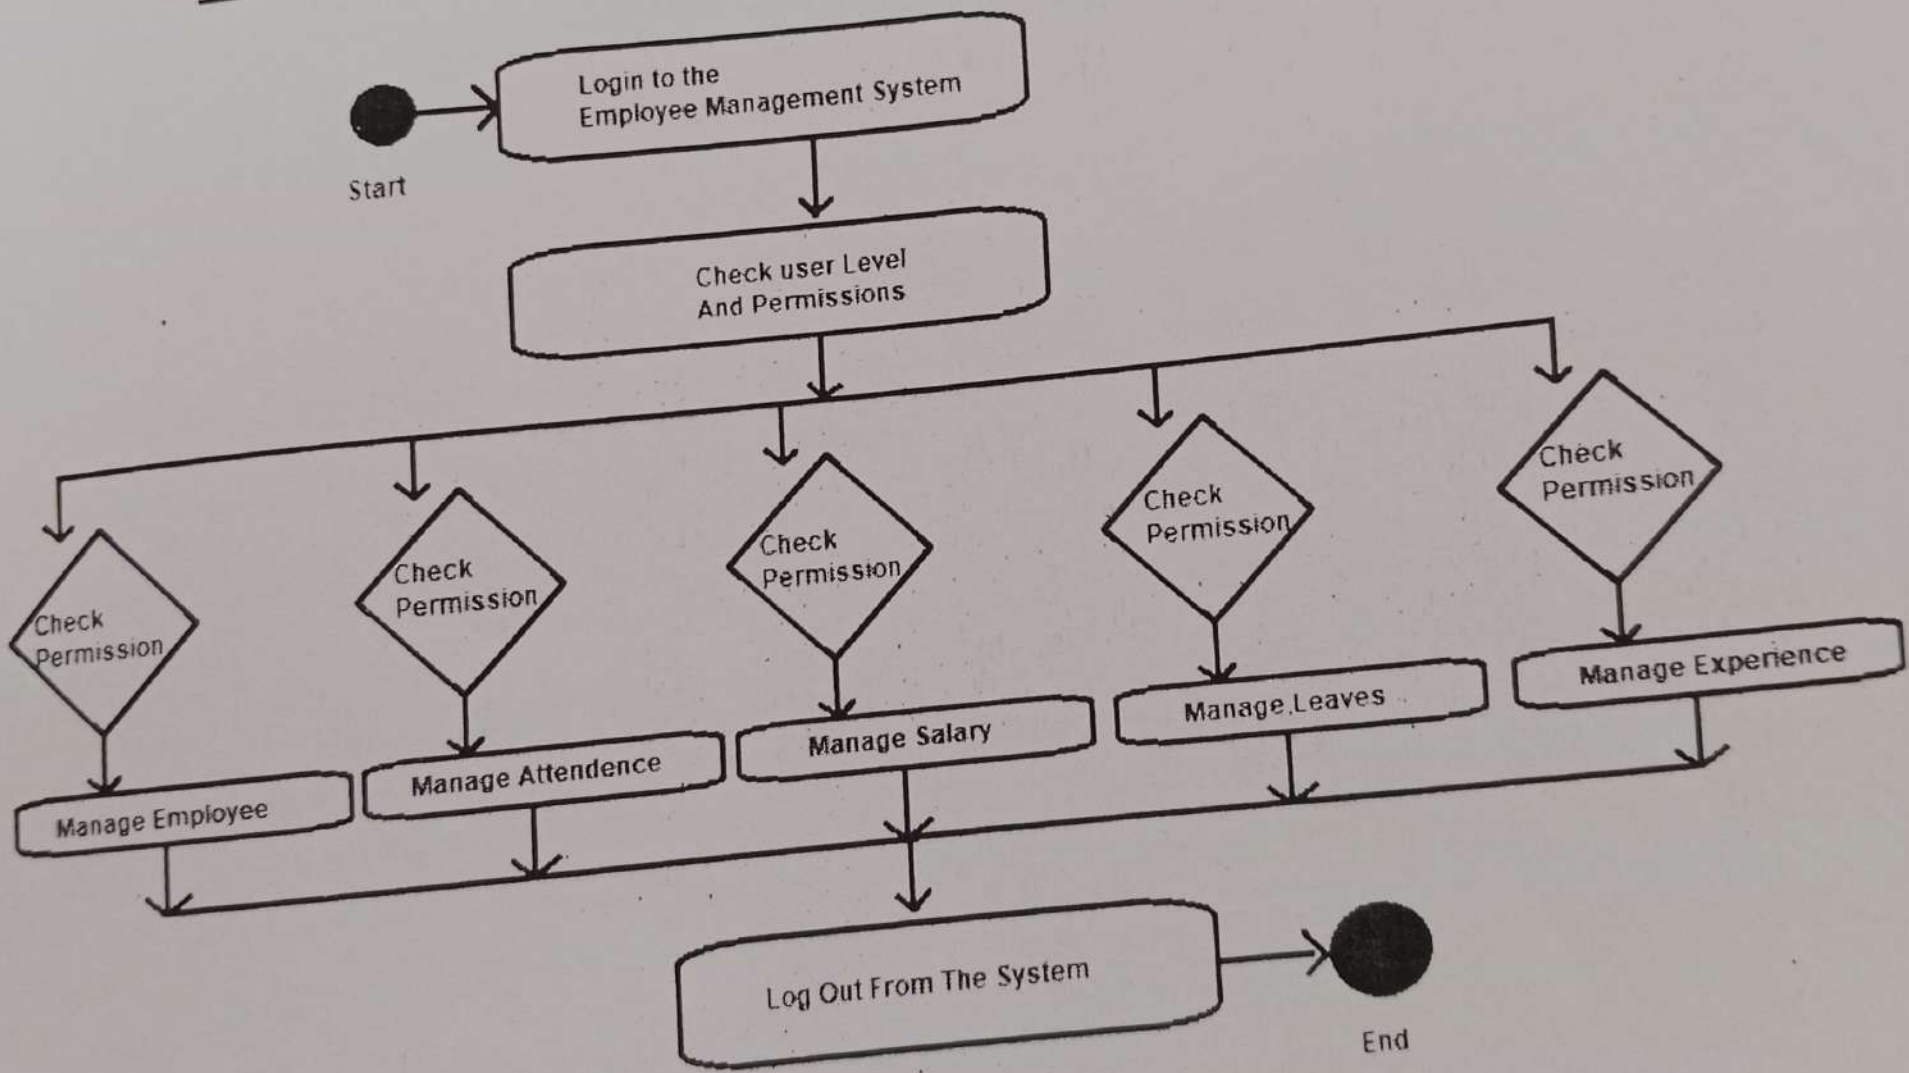 Login to the
Employee Management System
Start
Check user Level
And Permissions
Check
Permission
Check
Permission
Check
Permission
Check
Permission
Check
Permission
Manage Employee
Manage Attendence
Manage Salary
Manage Leaves
Manage Experience
Log Out From The System
End